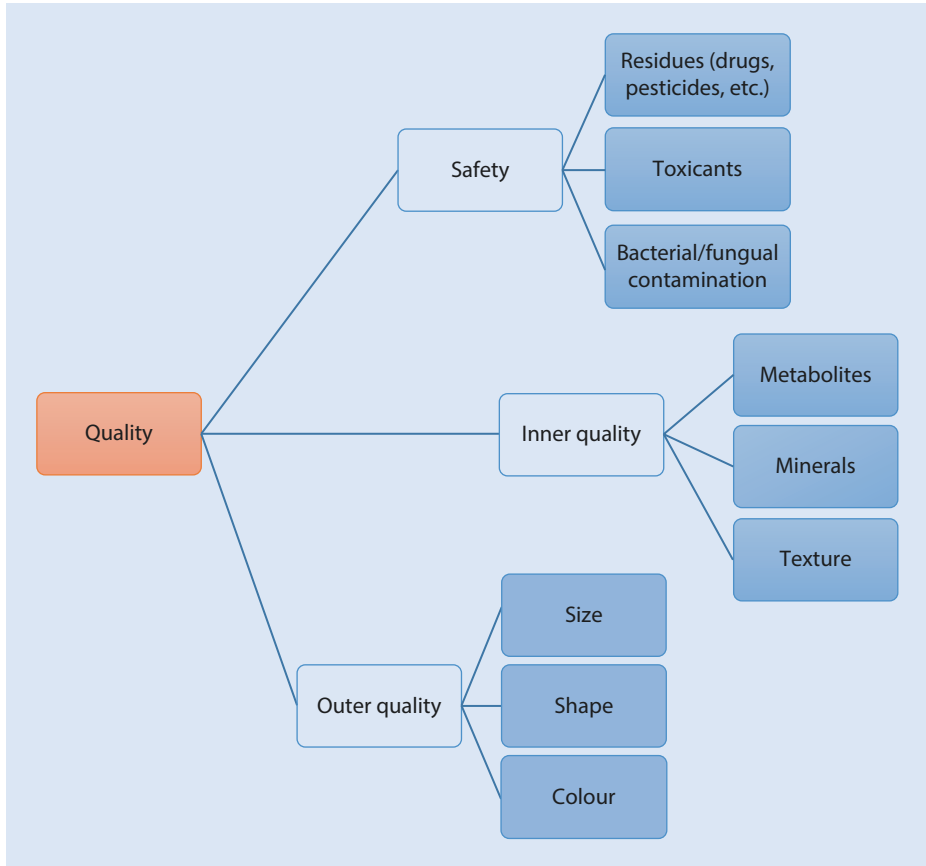 Quality
Safety
Residues (drugs,
pesticides, etc.)
Toxicants
Bacterial/fungual
contamination
Inner quality
Metabolites
Minerals
Texture
Outer quality
Size
Shape
Colour